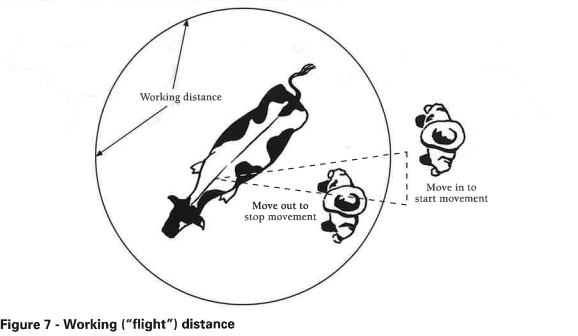 Working distance
Move in to
start movement
Move out to
stop movement
Figure 7 - Working ("flight") distance